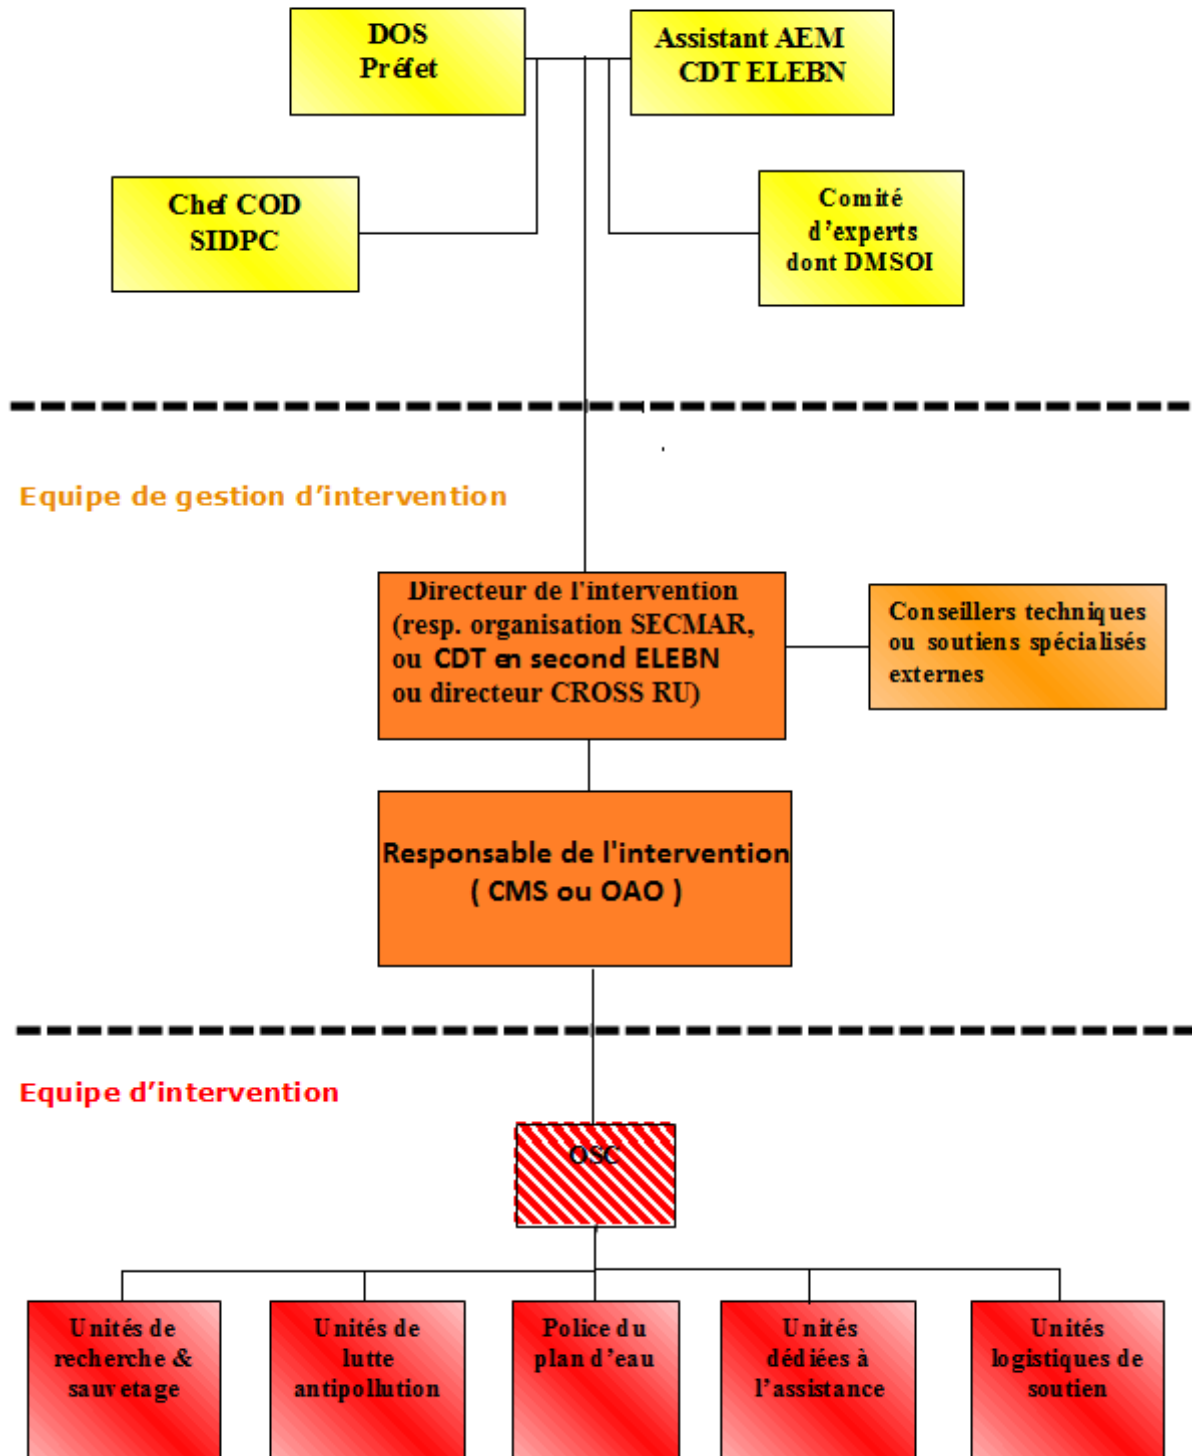 DOS
Préfet
Assistant AEM
CDT ELEBN
Chef COD
SIDPC
Comité
d'experts
dont DMSOI
Equipe de gestion d'intervention
Directeur de l'intervention
(resp. organisation SECMAR,
ou CDT en second ELEBN
ou directeur CROSS RU)
Conseillers techniques
ou soutiens spécialisés
externes
Responsable de l'intervention
( CMS ou OAO )
Equipe d'intervention
OSC
Unités de
recherche &
sauvetage
Unités de
lutte
antipollution
Police du
plan d'eau
Unités
dédiées à
l'assistance
Unités
logistiques de
soutien